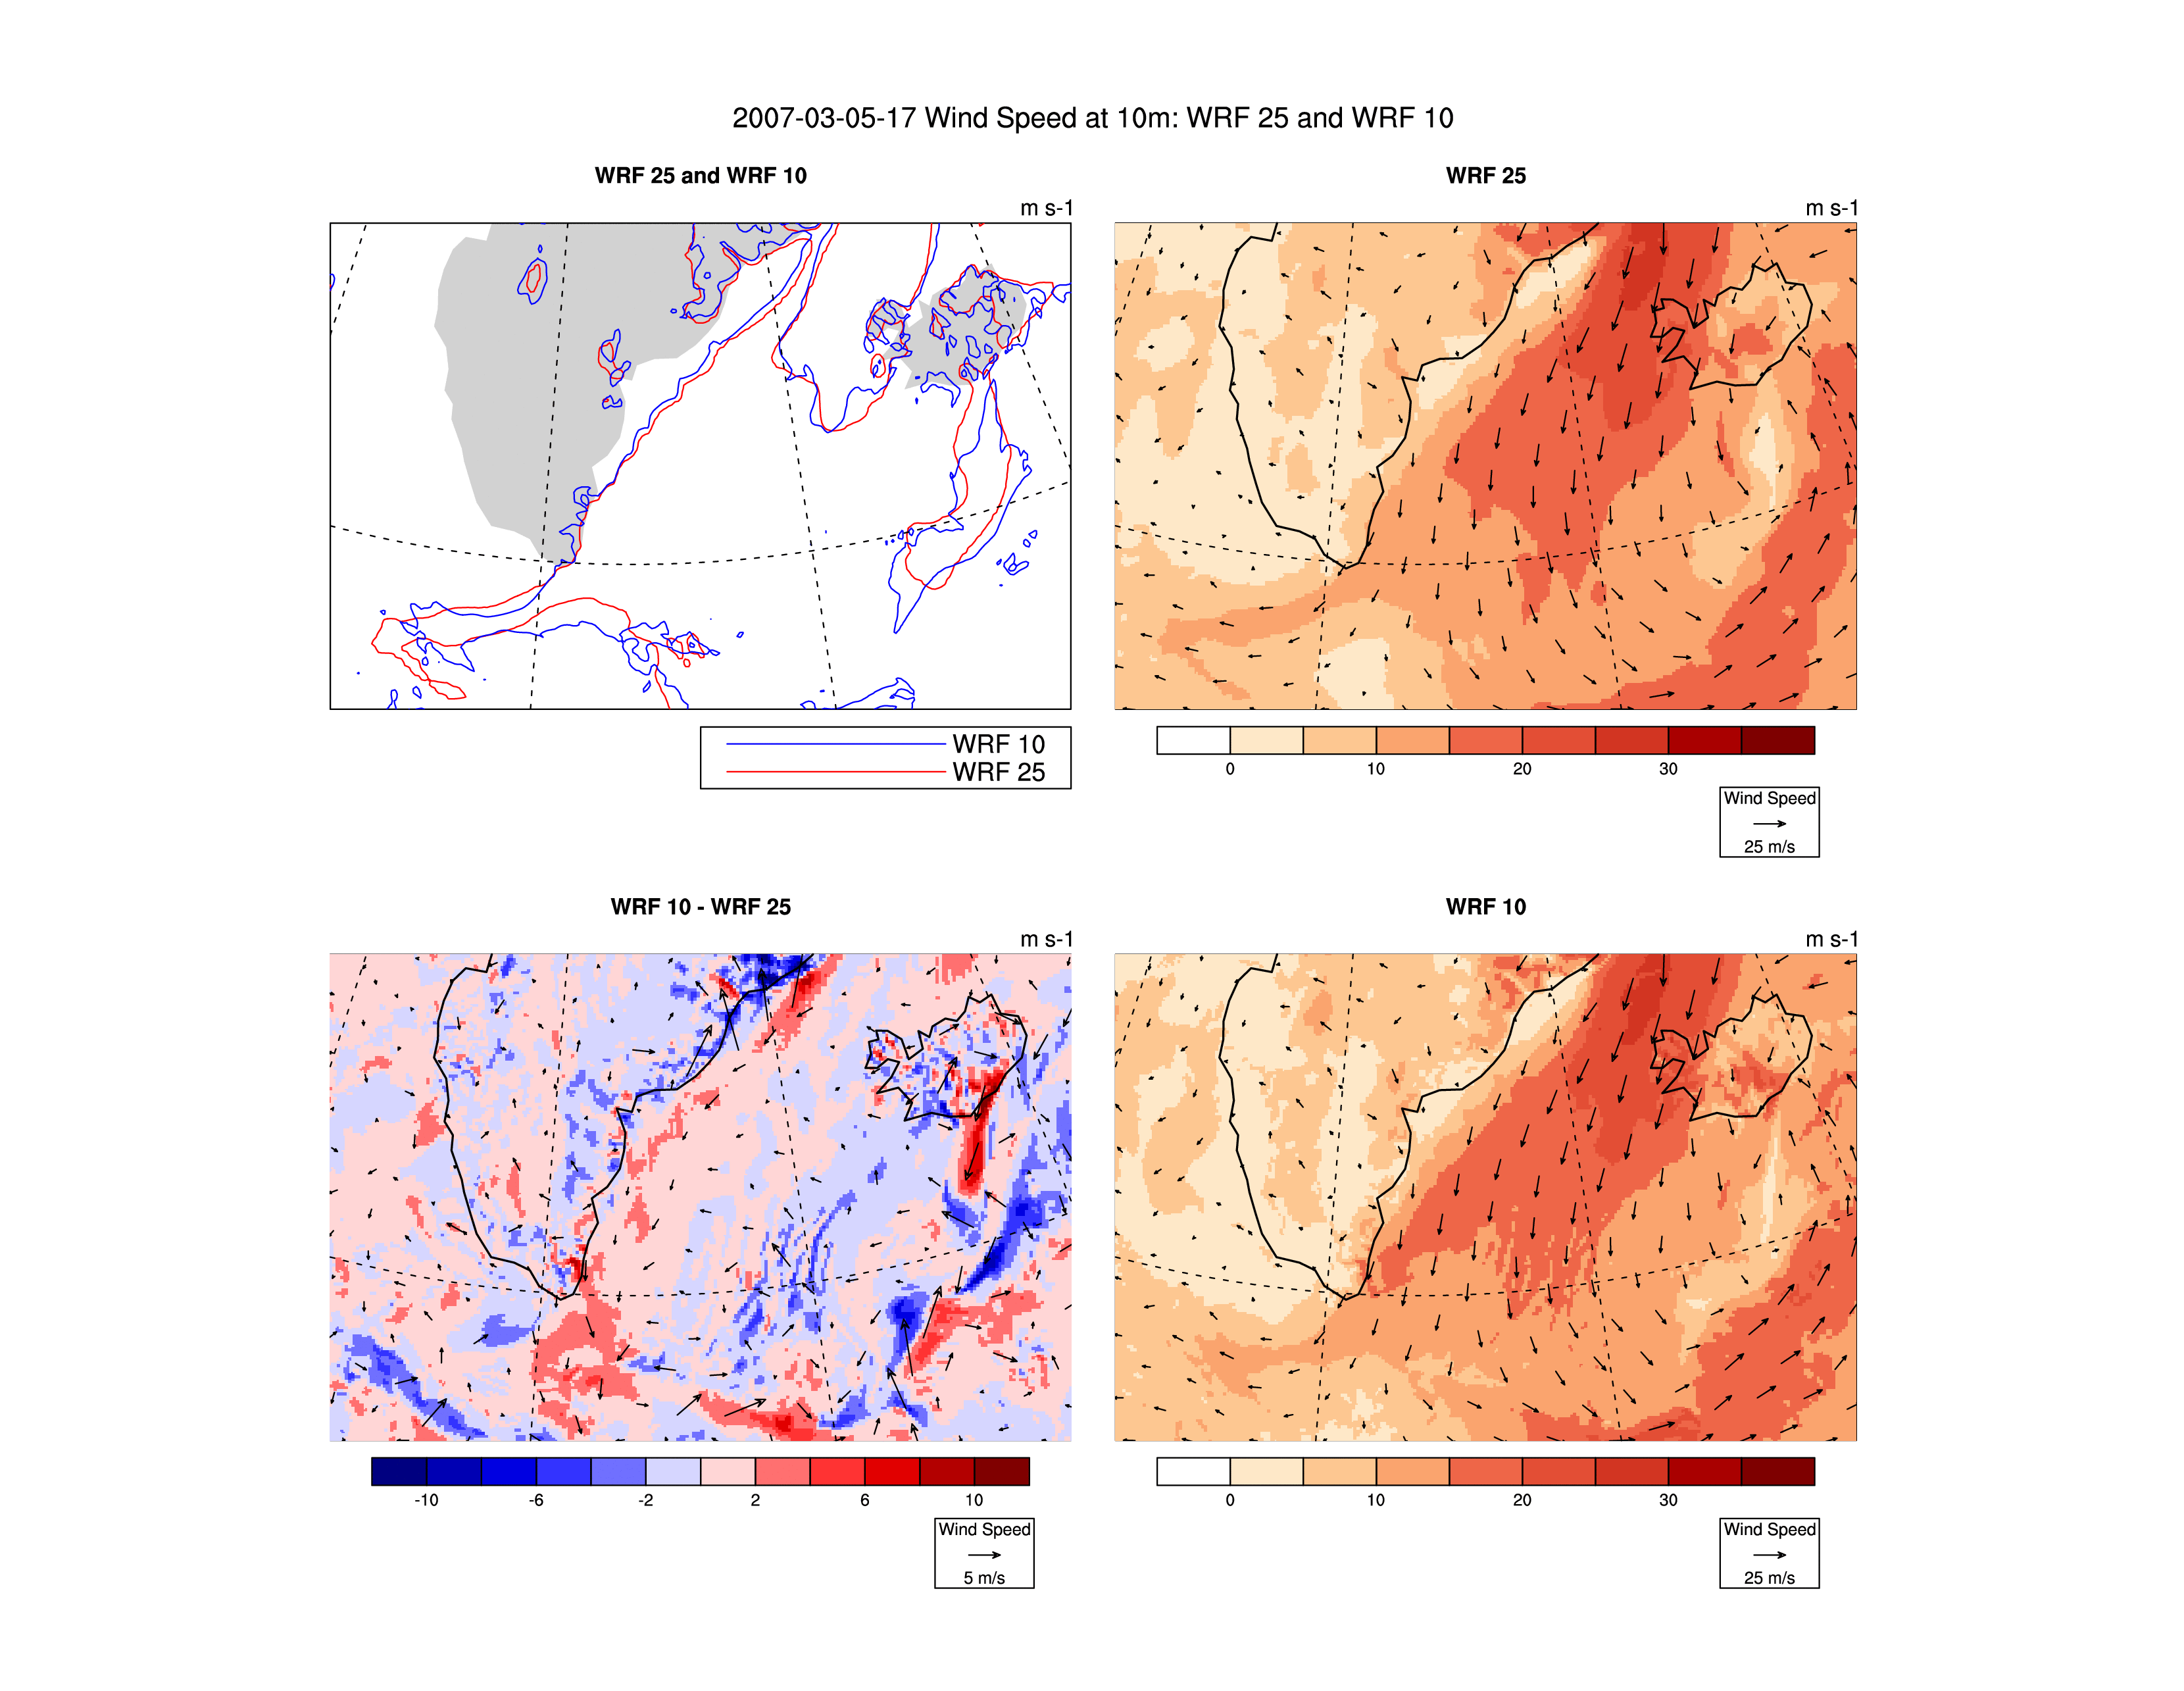 2007-03-05-17 Wind Speed at 10m: WRF 25 and WRF 10
WRF 25 and WRF 10
m s-1
WRF 10
WRF 25
WRF 25
m s-1
0 10 20 30
Wind Speed
25 m/s
WRF 10 - WRF 25
m s-1
-10 -6 -2 2 6 10
Wind Speed
5 m/s
WRF 10
m s-1
0 10 20 30
Wind Speed
25 m/s